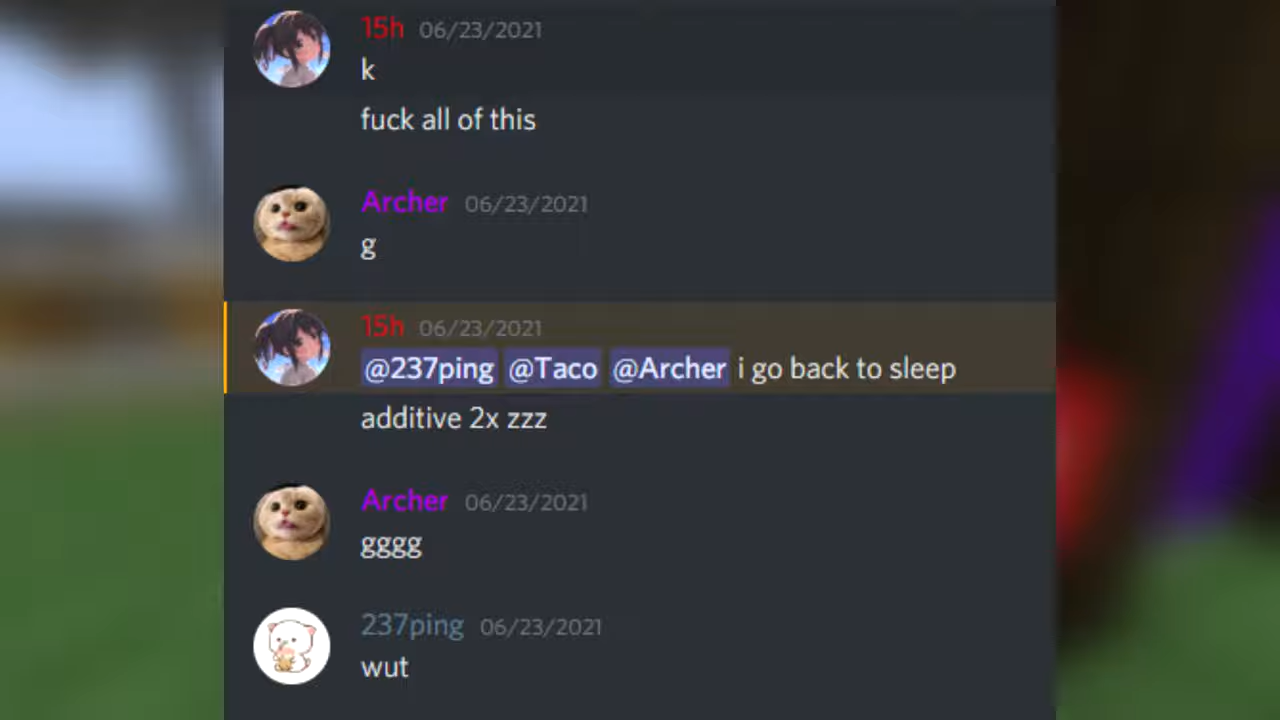 15h 06/23/2021
k
fuck all of this
Archer 06/23/2021
g
15h 06/23/2021
@237ping @Taco @Archer i go back to sleep
additive 2x zzz
Archer 06/23/2021
gggg
237ping 06/23/2021
wut